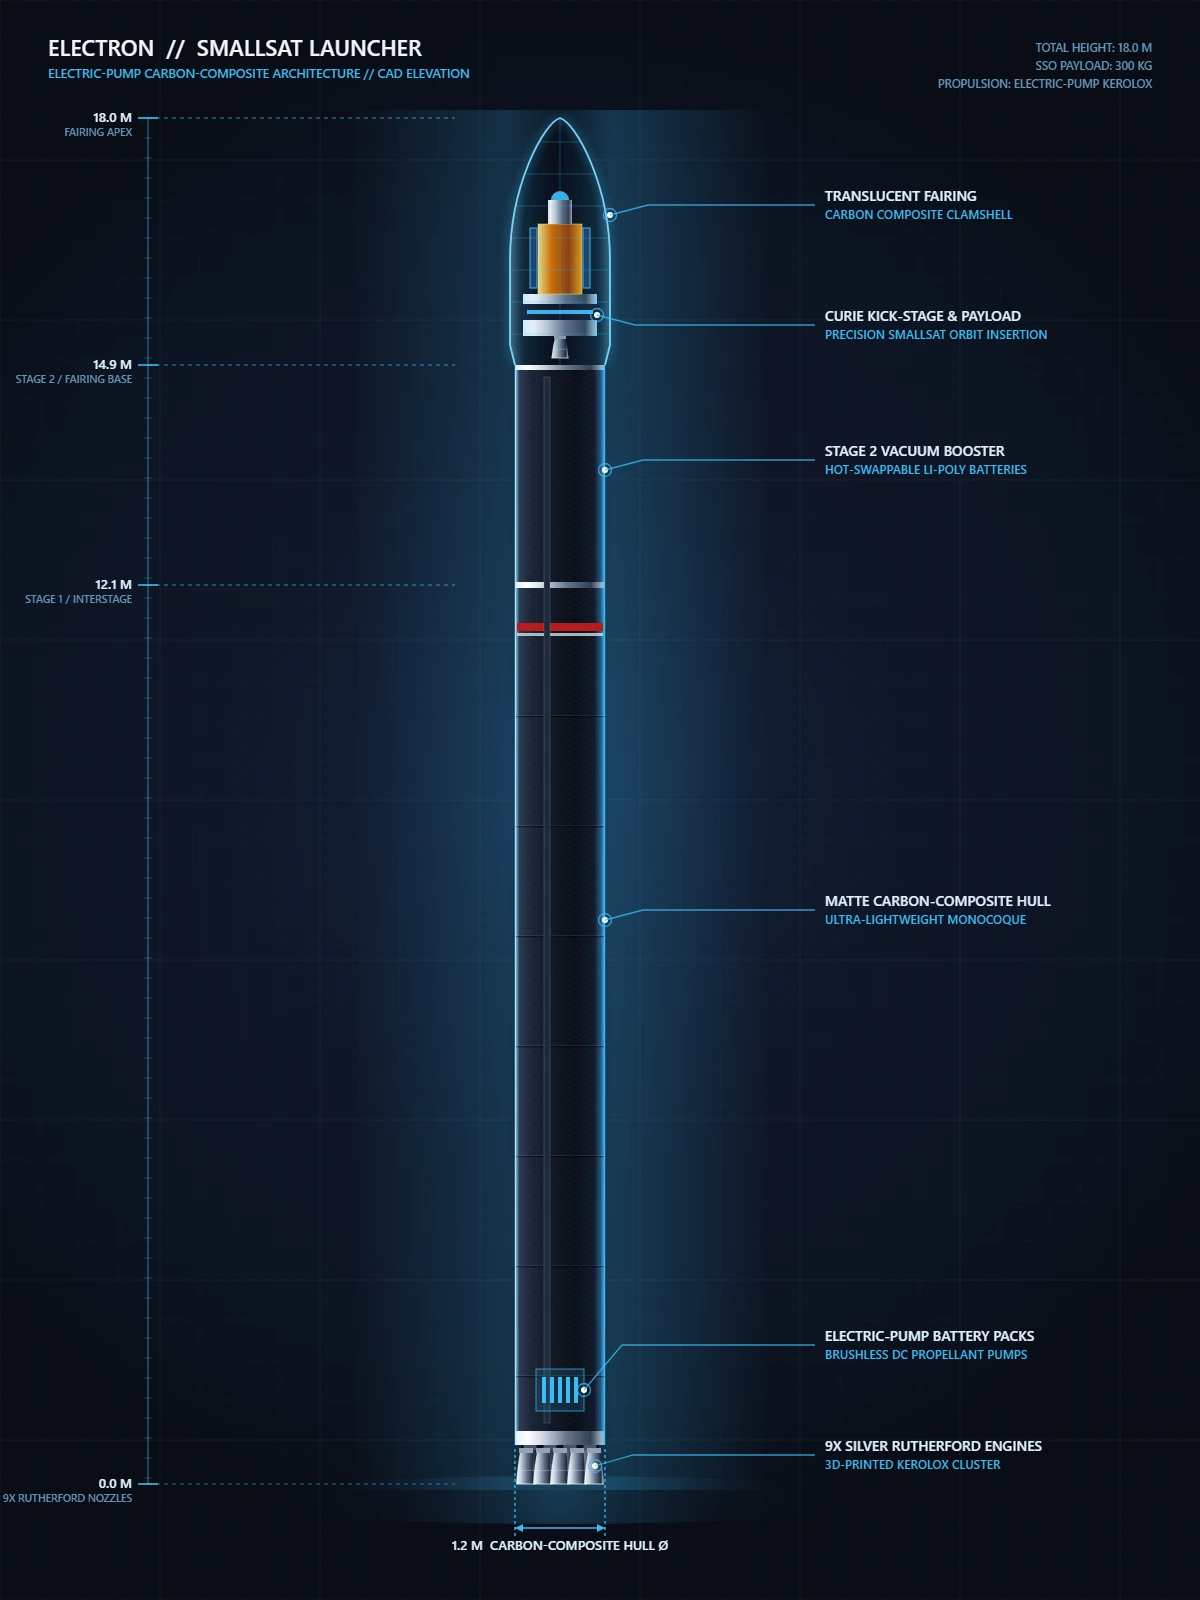 ELECTRON // SMALLSAT LAUNCHER
ELECTRIC-PUMP CARBON-COMPOSITE ARCHITECTURE // CAD ELEVATION
TOTAL HEIGHT: 18.0 M
SSO PAYLOAD: 300 KG
PROPULSION: ELECTRIC-PUMP KEROLOX
18.0 M
FAIRING APEX
TRANSLUCENT FAIRING
CARBON COMPOSITE CLAMSHELL
CURIE KICK-STAGE & PAYLOAD
PRECISION SMALLSAT ORBIT INSERTION
14.9 M
STAGE 2 / FAIRING BASE
STAGE 2 VACUUM BOOSTER
HOT-SWAPPABLE LI-POLY BATTERIES
12.1 M
STAGE 1 / INTERSTAGE
MATTE CARBON-COMPOSITE HULL
ULTRA-LIGHTWEIGHT MONOCOQUE
ELECTRIC-PUMP BATTERY PACKS
BRUSHLESS DC PROPELLANT PUMPS
9X SILVER RUTHERFORD ENGINES
3D-PRINTED KEROLOX CLUSTER
0.0 M
9X RUTHERFORD NOZZLES
1.2 M CARBON-COMPOSITE HULL Ø